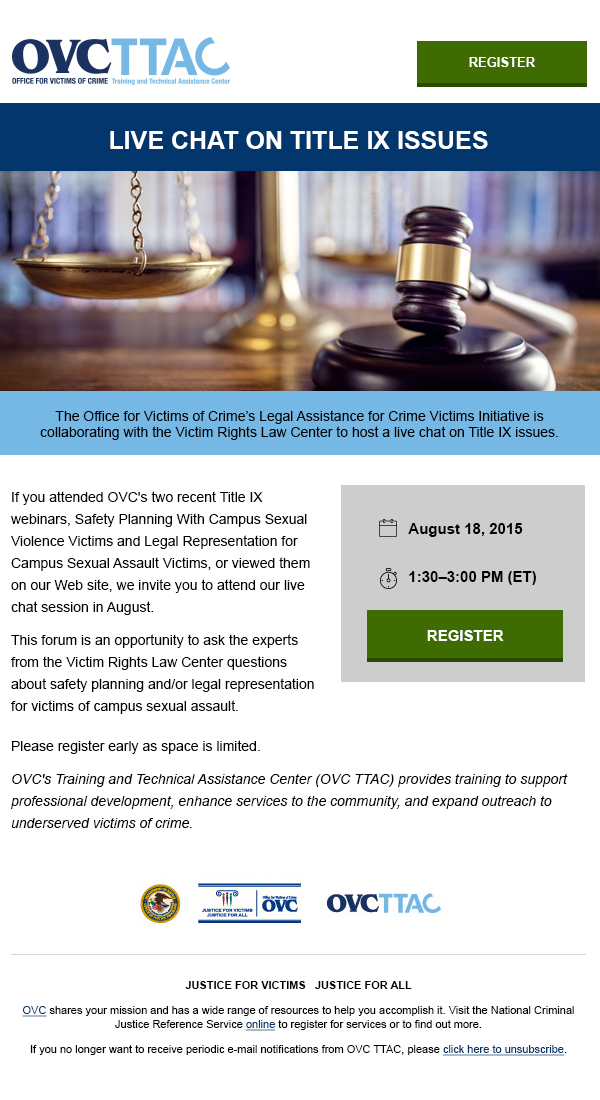 OVCTTAC
OFFICE FOR VICTIMS OF CRIME Training and Technical Assistance Center
REGISTER
LIVE CHAT ON TITLE IX ISSUES
The Office for Victims of Crime's Legal Assistance for Crime Victims Initiative is
collaborating with the Victim Rights Law Center to host a live chat on Title IX issues.
If you attended OVC's two recent Title IX
webinars, Safety Planning With Campus Sexual
Violence Victims and Legal Representation for
Campus Sexual Assault Victims, or viewed them
on our Web site, we invite you to attend our live
chat session in August.
This forum is an opportunity to ask the experts
from the Victim Rights Law Center questions
about safety planning and/or legal representation
for victims of campus sexual assault.
August 18, 2015
1:30–3:00 PM (ET)
REGISTER
Please register early as space is limited.
OVC's Training and Technical Assistance Center (OVC TTAC) provides training to support
professional development, enhance services to the community, and expand outreach to
underserved victims of crime.
JUSTICE FOR VICTIMS
JUSTICE FOR ALL
Office for Victims of Crime
OVC
OVCTTAC
JUSTICE FOR VICTIMS JUSTICE FOR ALL
OVC shares your mission and has a wide range of resources to help you accomplish it. Visit the National Criminal
Justice Reference Service online to register for services or to find out more.
If you no longer want to receive periodic e-mail notifications from OVC TTAC, please click here to unsubscribe.